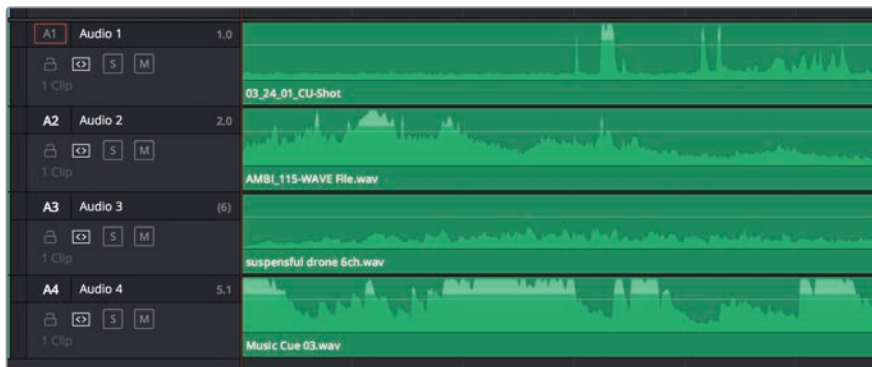 A1 Audio 1 1.0
S M
1 Clip
03_24_01_CU-Shot
A2 Audio 2 2.0
S M
1 Clip
AMBI_115-WAVE File.wav
A3 Audio 3 (6)
S M
1 Clip
suspensful drone 6ch.wav
A4 Audio 4 5.1
S M
1 Clip
Music Cue 03.wav